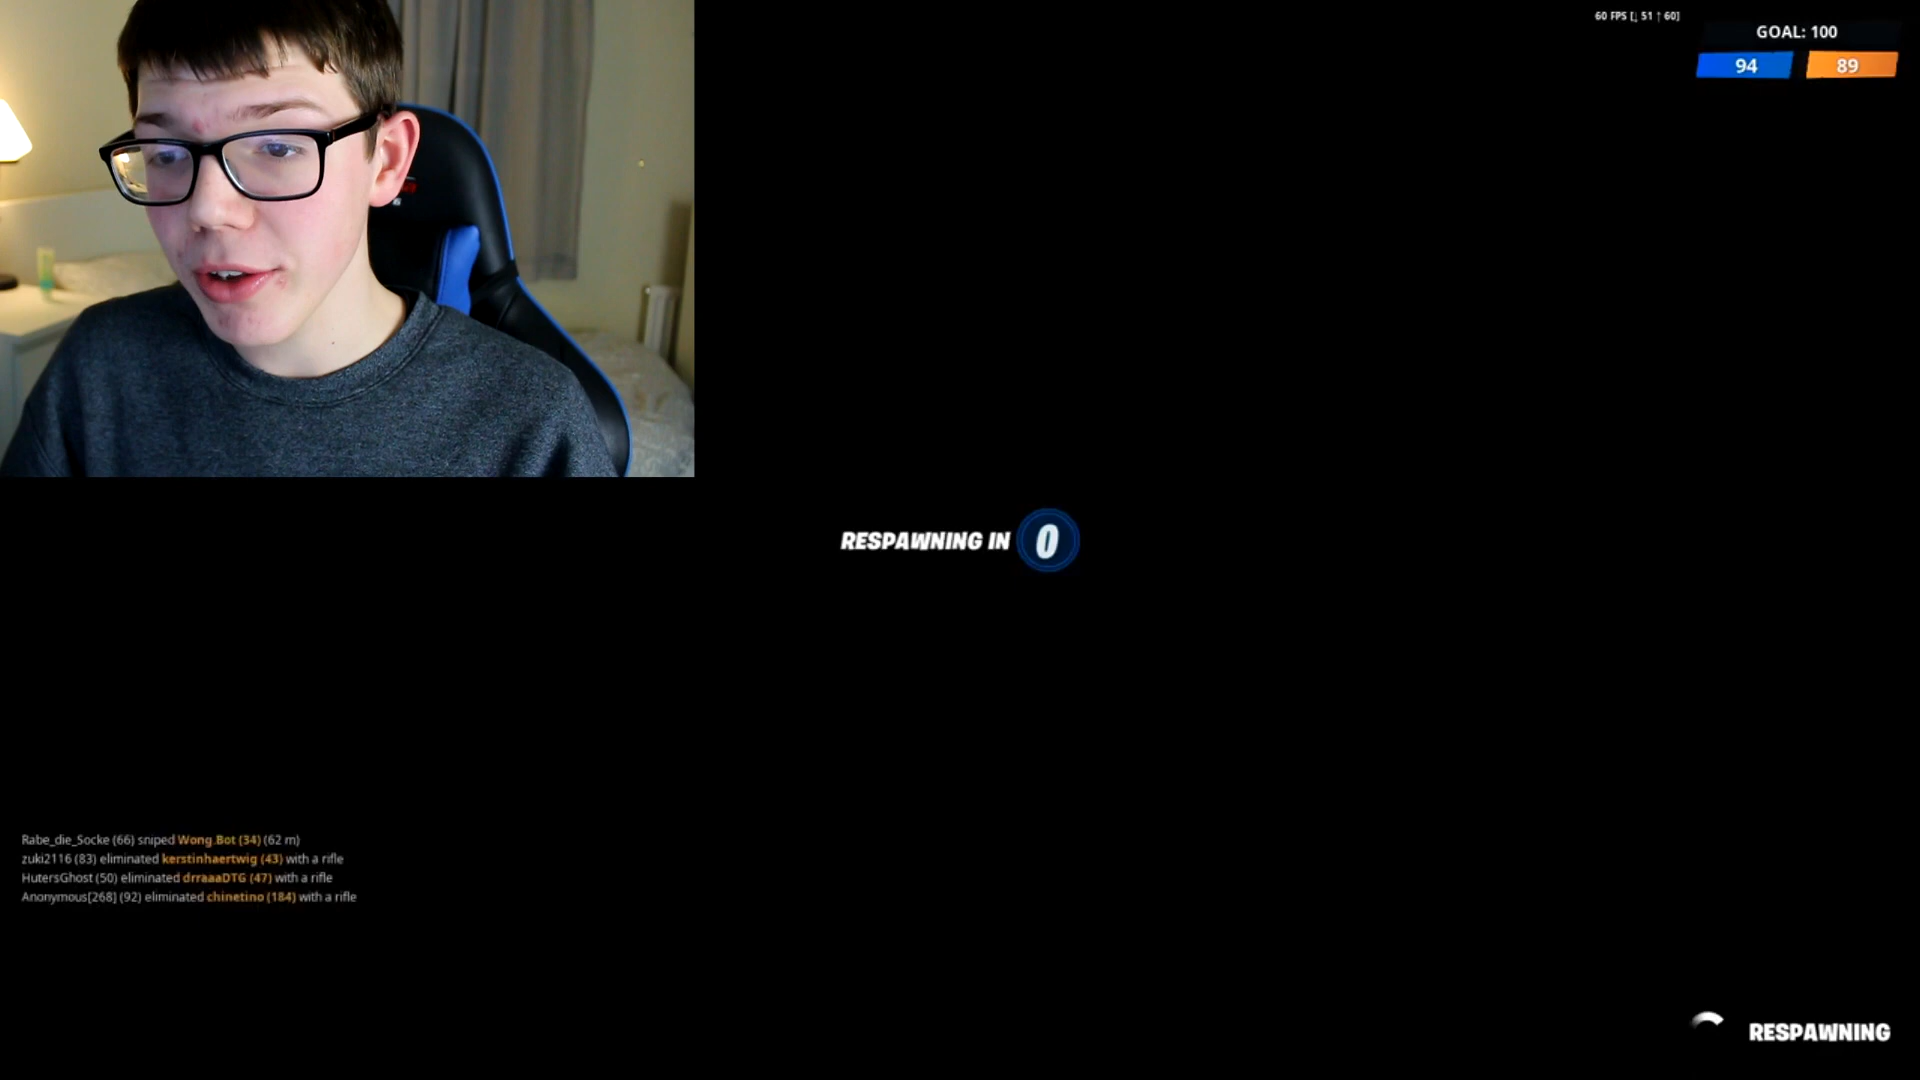 60 FPS [↓ 51 ↑ 60]
GOAL: 100
94 89
RESPAWNING IN 0
Rabe_die_Socke (66) sniped Wong.Bot (34) (62 m)
zuki2116 (83) eliminated kerstinhaertwig (43) with a rifle
HutersGhost (50) eliminated drraaaDTG (47) with a rifle
Anonymous[268] (92) eliminated chinetino (184) with a rifle
RESPAWNING